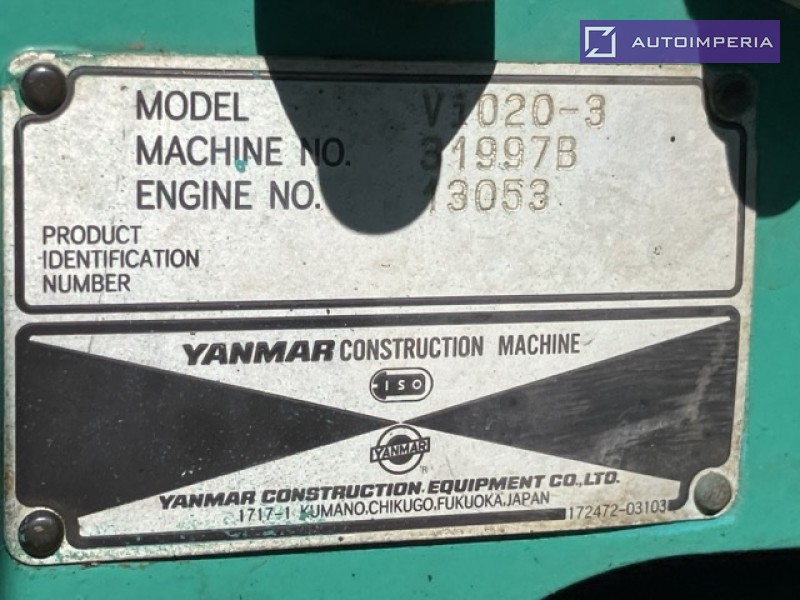 AUTOIMPERIA
MODEL Vi020-3
MACHINE NO. 31997B
ENGINE NO. 13053
PRODUCT
IDENTIFICATION
NUMBER
YANMAR CONSTRUCTION MACHINE
ISO
YANMAR
R
YANMAR CONSTRUCTION EQUIPMENT CO.,LTD.
1717-1 KUMANO,CHIKUGO,FUKUOKA,JAPAN
172472-03103